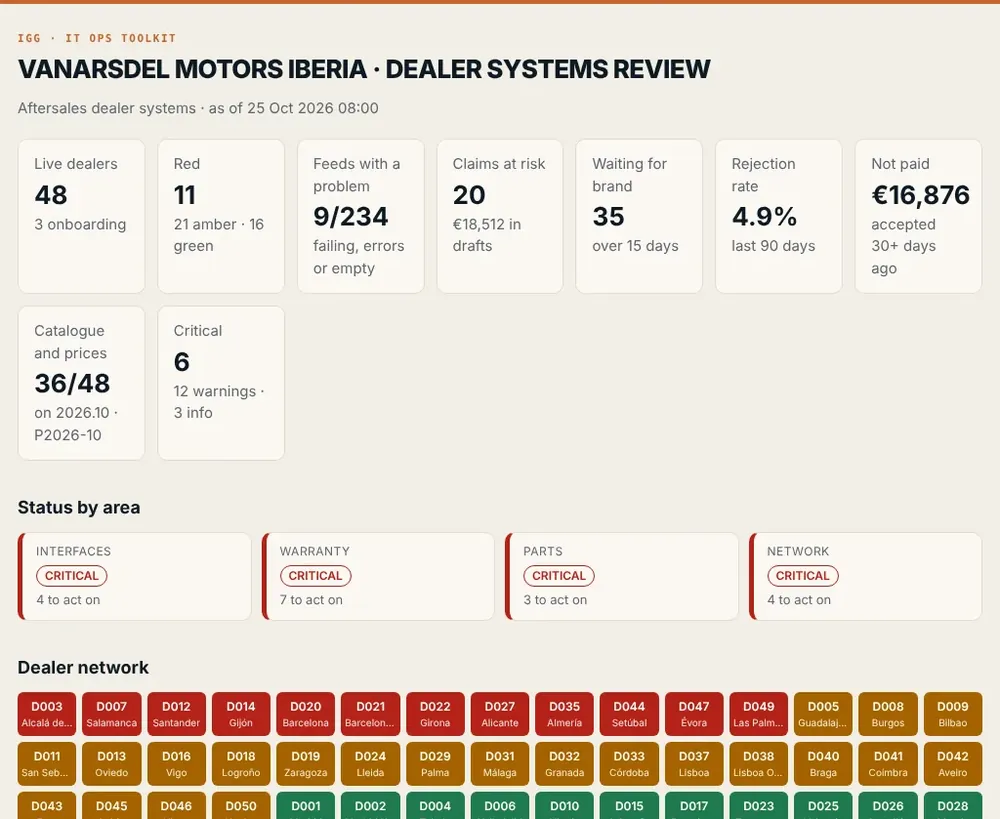 IGG · IT OPS TOOLKIT
VANARSDEL MOTORS IBERIA · DEALER SYSTEMS REVIEW
Aftersales dealer systems · as of 25 Oct 2026 08:00
Live dealers
48
3 onboarding
Red
11
21 amber · 16
green
Feeds with a
problem
9/234
failing, errors
or empty
Claims at risk
20
€18,512 in
drafts
Waiting for
brand
35
over 15 days
Rejection
rate
4.9%
last 90 days
Not paid
€16,876
accepted
30+ days
ago
Catalogue
and prices
36/48
on 2026.10 ·
P2026-10
Critical
6
12 warnings ·
3 info
Status by area
INTERFACES
CRITICAL
4 to act on
WARRANTY
CRITICAL
7 to act on
PARTS
CRITICAL
3 to act on
NETWORK
CRITICAL
4 to act on
Dealer network
D003 D007 D012 D014 D020 D021 D022 D027 D035 D044 D047 D049 D005 D008 D009
Alcalá de... Salamanca Santander Gijón Barcelona Barcelon... Girona Alicante Almería Setúbal Évora Las Palm... Guadalaj... Burgos Bilbao
D011 D013 D016 D018 D019 D024 D029 D031 D032 D033 D037 D038 D040 D041 D042
San Seb... Oviedo Vigo Logroño Zaragoza Lleida Palma Málaga Granada Córdoba Lisboa Lisboa O... Braga Coimbra Aveiro
D043 D045 D046 D050 D001 D002 D004 D006 D010 D015 D017 D023 D025 D026 D028